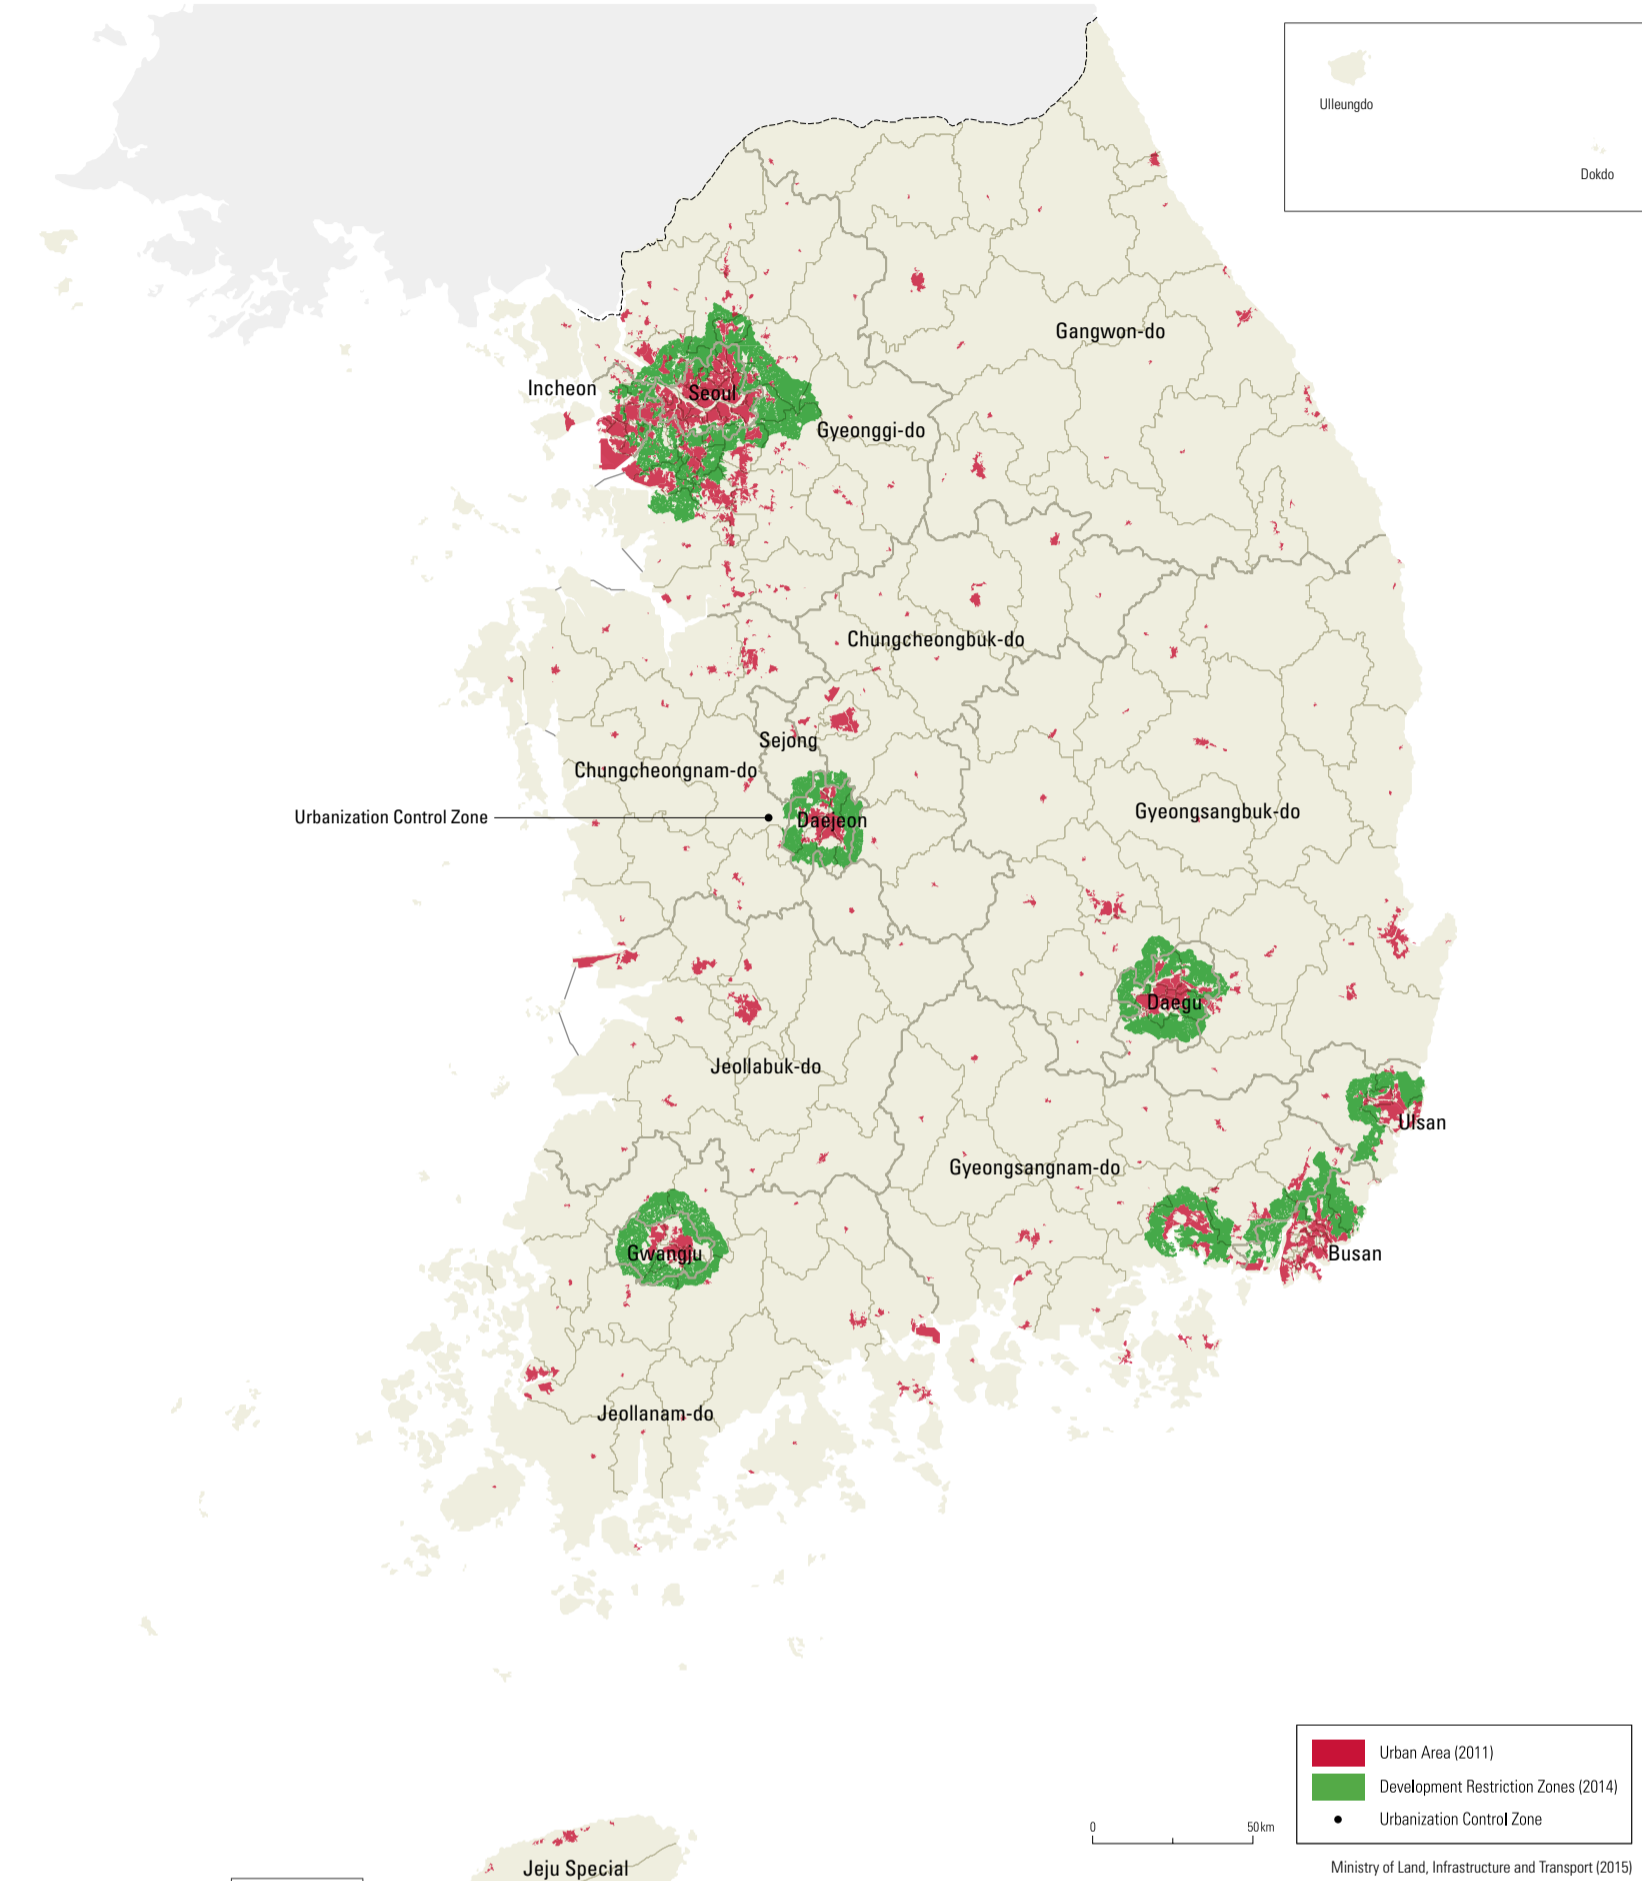 Ulleungdo
Dokdo
Gangwon-do
Incheon
Seoul
Gyeonggi-do
Chungcheongbuk-do
Sejong
Chungcheongnam-do
Urbanization Control Zone
Daejeon
Gyeongsangbuk-do
Daegu
Jeollabuk-do
Ulsan
Gyeongsangnam-do
Gwangju
Busan
Jeollanam-do
Urban Area (2011)
Development Restriction Zones (2014)
Urbanization Control Zone
0
50km
Ministry of Land, Infrastructure and Transport (2015)
Jeju Special